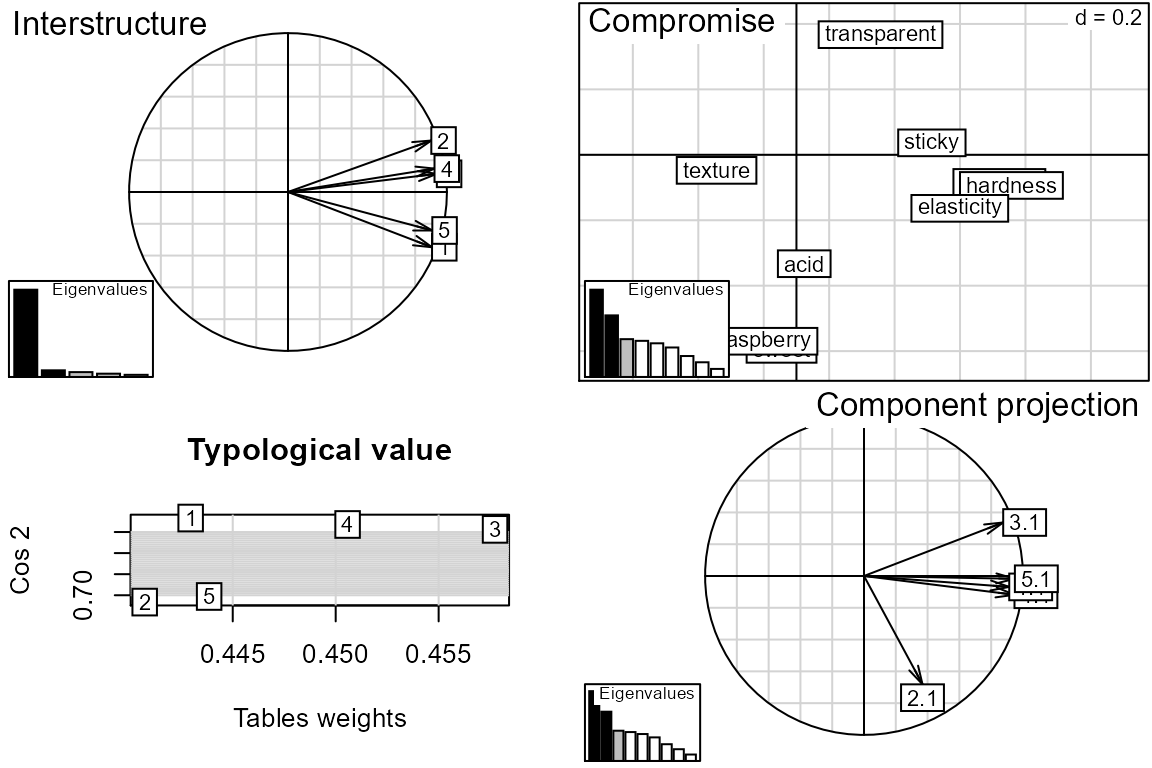 Interstructure
2
4
5
Eigenvalues
Compromise
d = 0.2
transparent
sticky
texture
hardness
elasticity
acid
aspberry
Eigenvalues
Typological value
Cos 2
0.70
1
4
3
2
5
0.445 0.450 0.455
Tables weights
Component projection
3.1
5.1
2.1
Eigenvalues